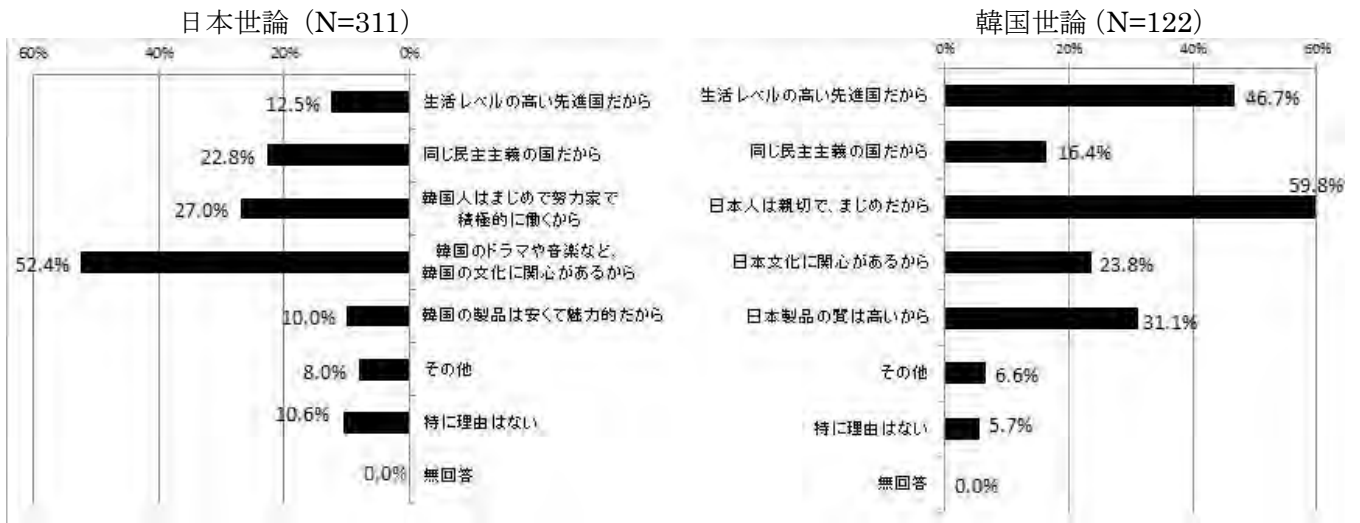 日本世論 (N=311)
60%
40%
20%
0%
12.5%
生活レベルの高い先進国だから
22.8%
同じ民主主義の国だから
27.0%
韓国人はまじめで努力家で
積極的に働くから
52.4%
韓国のドラマや音楽など、
韓国の文化に関心があるから
10.0%
韓国の製品は安くて魅力的だから
8.0%
その他
10.6%
特に理由はない
0.0%
無回答
韓国世論 (N=122)
0%
20%
40%
60%
生活レベルの高い先進国だから
46.7%
同じ民主主義の国だから
16.4%
日本人は親切で、まじめだから
59.8%
日本文化に関心があるから
23.8%
日本製品の質は高いから
31.1%
その他
6.6%
特に理由はない
5.7%
無回答
0.0%